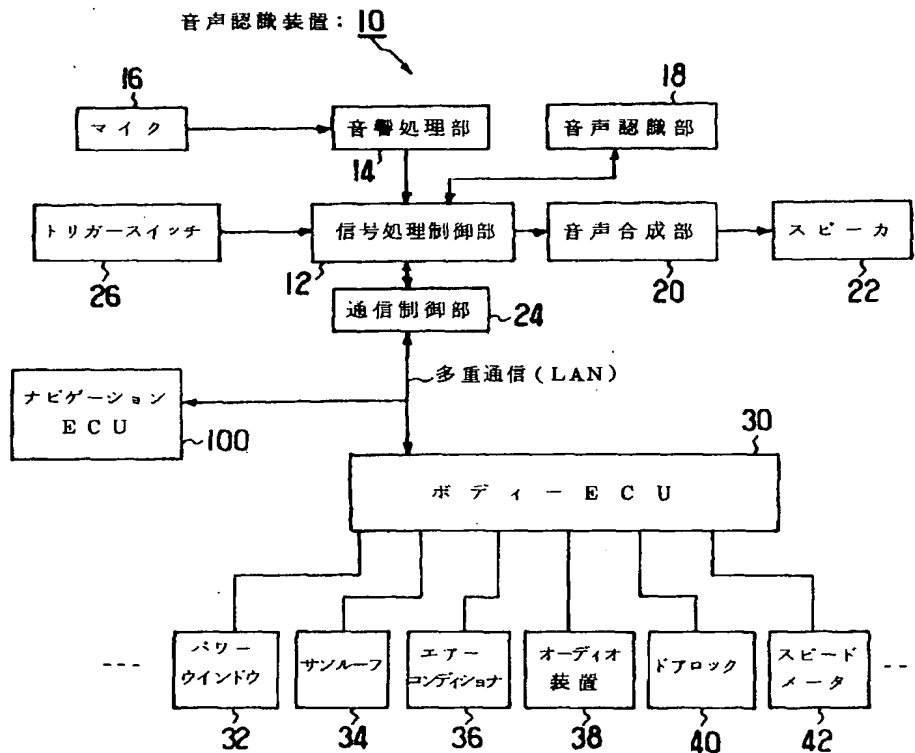 音声認識装置: 10
16
18
マイク
音響処理部
音声認識部
14
トリガースイッチ
信号処理制御部
音声合成部
スピーカ
26
12
20
22
通信制御部
24
多重通信(LAN)
ナビゲーション
ECU
100
30
ボディーECU
パワー
ウインドウ
サンルーフ
エアー
コンディショナ
オーディオ
装置
ドアロック
スピード
メータ
32
34
36
38
40
42